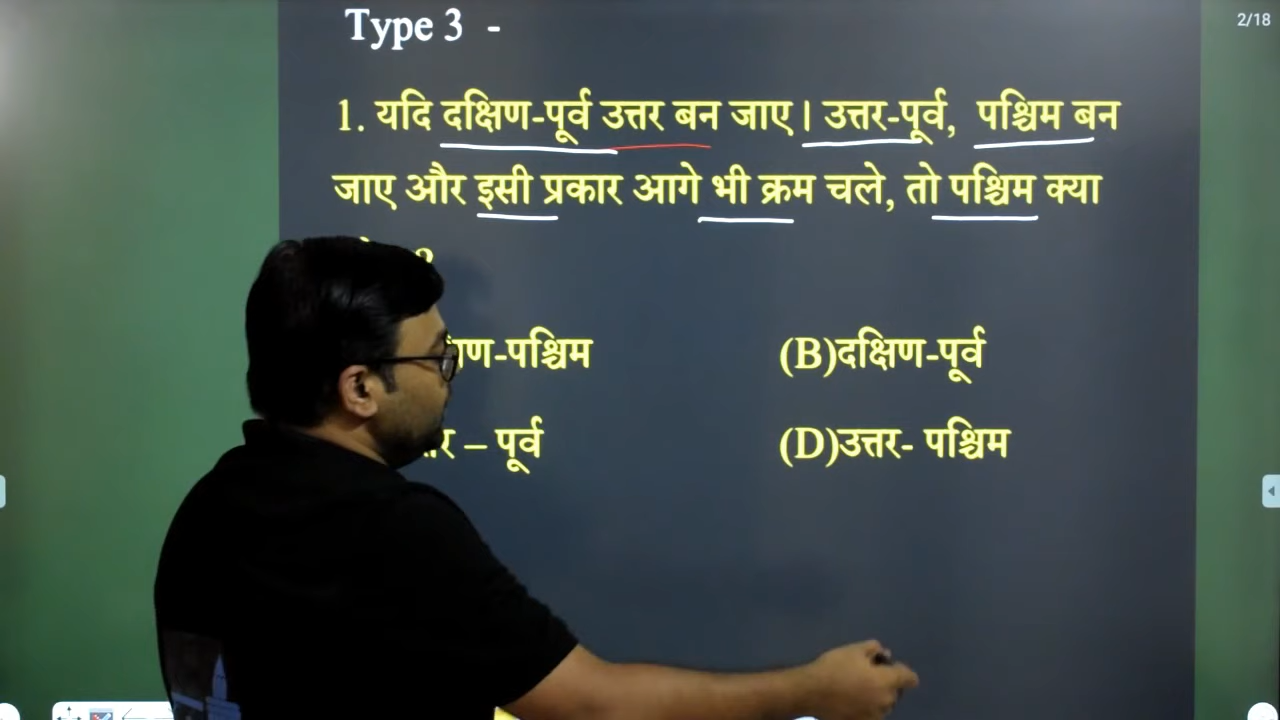 2/18
Type 3 -
1. यदि दक्षिण-पूर्व उत्तर बन जाए। उत्तर-पूर्व, पश्चिम बन
जाए और इसी प्रकार आगे भी क्रम चले, तो पश्चिम क्या
?
-पश्चिम (B)दक्षिण-पूर्व
– पूर्व (D)उत्तर- पश्चिम